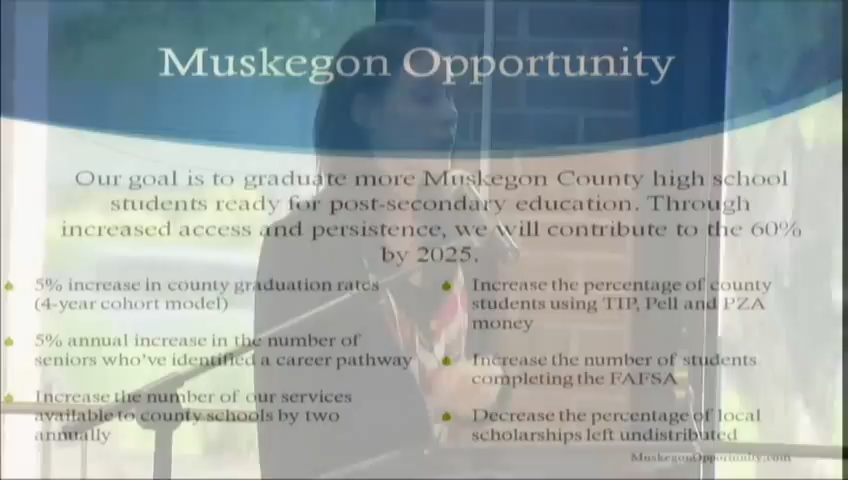 Muskegon Opportunity
Our goal is to graduate more Muskegon County high school
students ready for post-secondary education. Through
increased access and persistence, we will contribute to the 60%
by 2025.
5% increase in county graduation rates
(4-year cohort model)
5% annual increase in the number of
seniors who've identified a career pathway
Increase the number of our services
available to county schools by two
annually
Increase the percentage of county
students using TIP, Pell and PZA
money
Increase the number of students
completing the FAFSA
Decrease the percentage of local
scholarships left undistributed
MuskegonOpportunity.com